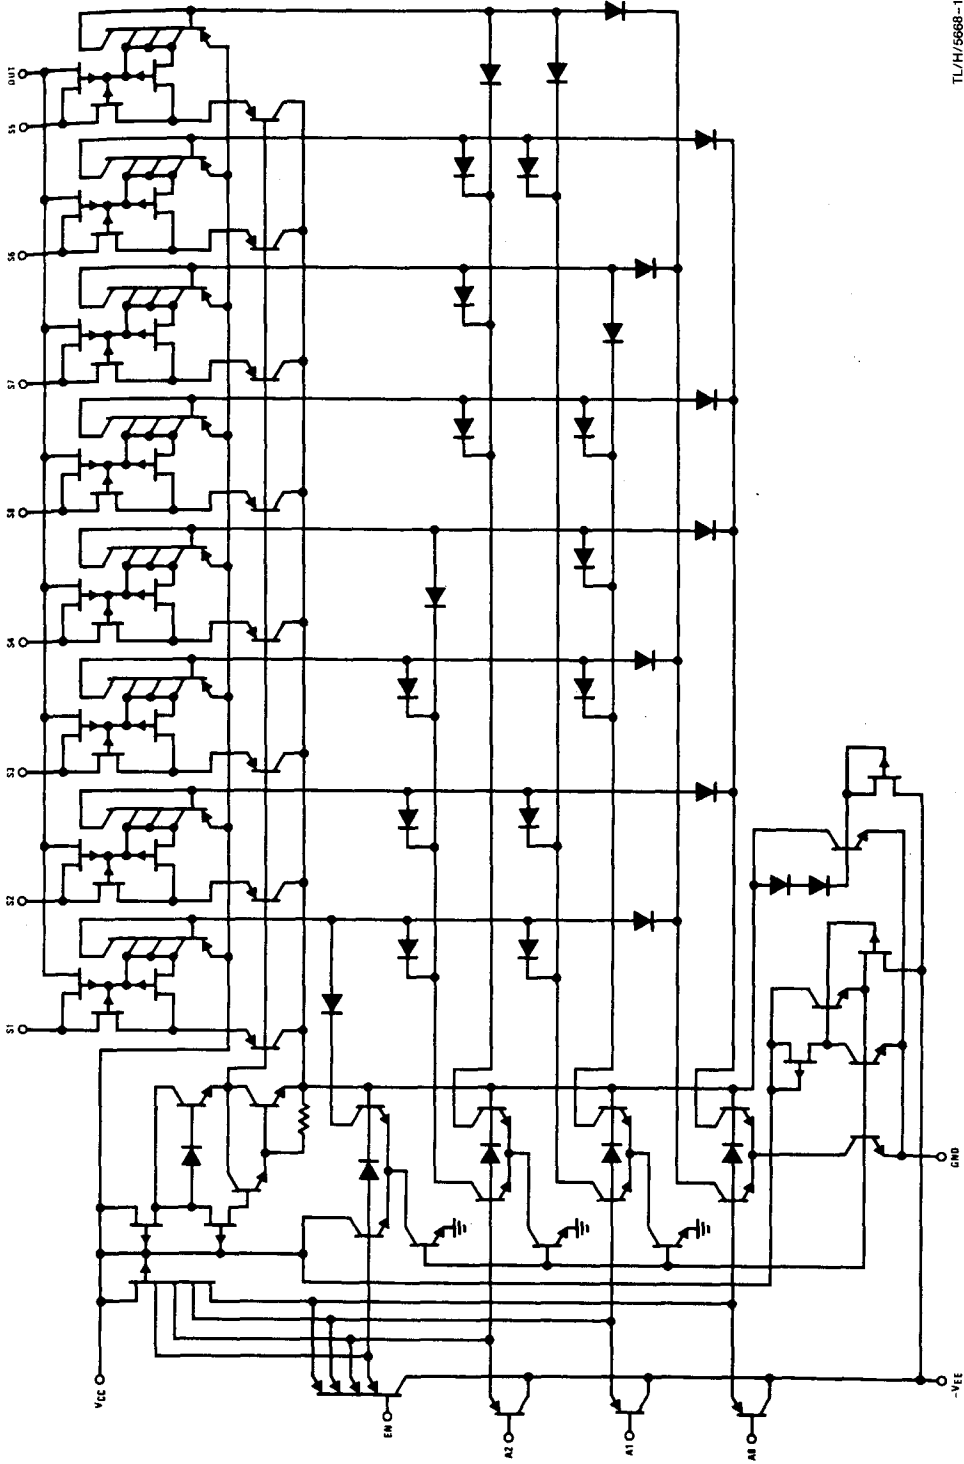 TL/H/5668-1
OUT
S5
S6
S7
S8
S4
S3
S2
S1
VCC
EN
A2
A1
A0
GND
-VEE